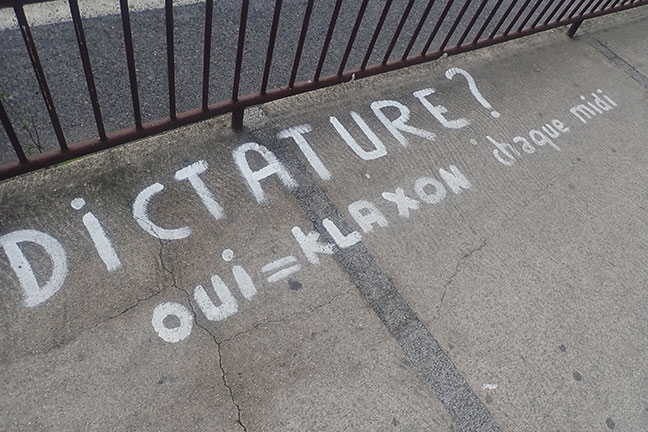 DiCTATURE?
oui=KLAXON chaque midi